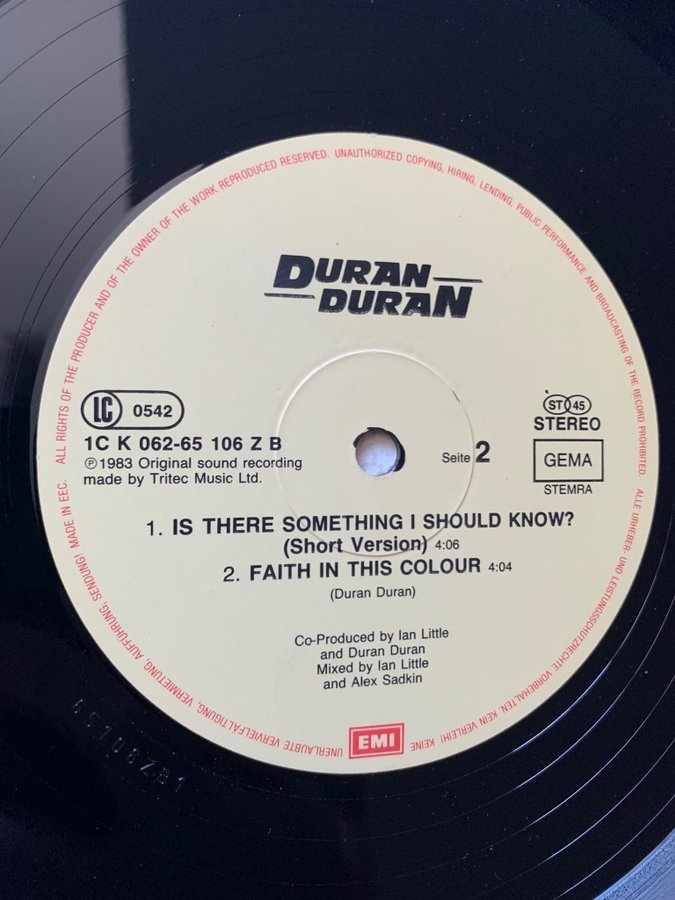 ALL RIGHTS OF THE PRODUCER AND OF THE OWNER OF THE WORK REPRODUCED RESERVED. UNAUTHORIZED COPYING, HIRING, LENDING, PUBLIC PERFORMANCE AND BROADCASTING OF THE RECORD PROHIBITED.
DURAN
DURAN
LC 0542
1C K 062-65 106 Z B
Ⓟ1983 Original sound recording
made by Tritec Music Ltd.
ST 45
STEREO
Seite 2
GEMA
STEMRA
1. IS THERE SOMETHING I SHOULD KNOW?
(Short Version) 4:06
2. FAITH IN THIS COLOUR 4:04
(Duran Duran)
Co-Produced by Ian Little
and Duran Duran
Mixed by Ian Little
and Alex Sadkin
EMI
ALLE URHEBER- UND LEISTUNGSSCHUTZRECHTE VORBEHALTEN. KEIN VERLEIH! KEINE UNERLAUBTE VERVIELFÄLTIGUNG, VERMIETUNG, AUFFÜHRUNG, SENDUNG! MADE IN EEC.